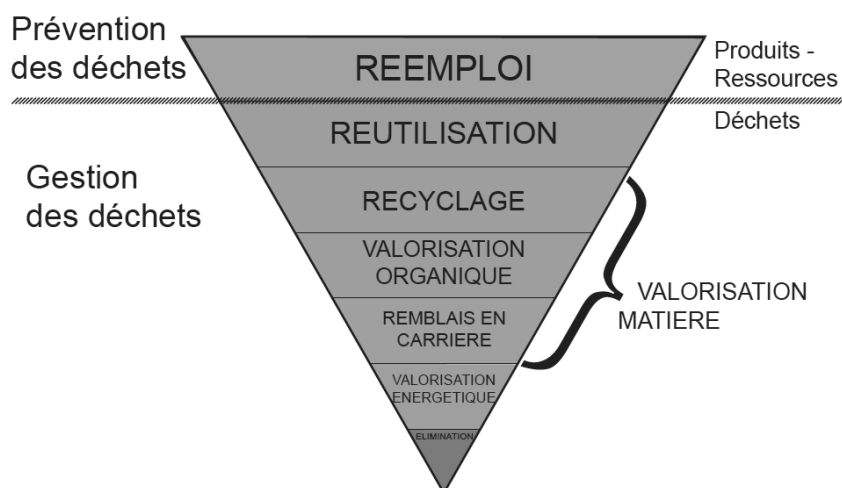 Prévention
des déchets
REEMPLOI
Produits -
Ressources
REUTILISATION
Déchets
Gestion
des déchets
RECYCLAGE
VALORISATION
ORGANIQUE
REMBLAIS EN
CARRIERE
VALORISATION
MATIERE
VALORISATION
ENERGETIQUE
ELIMINATION